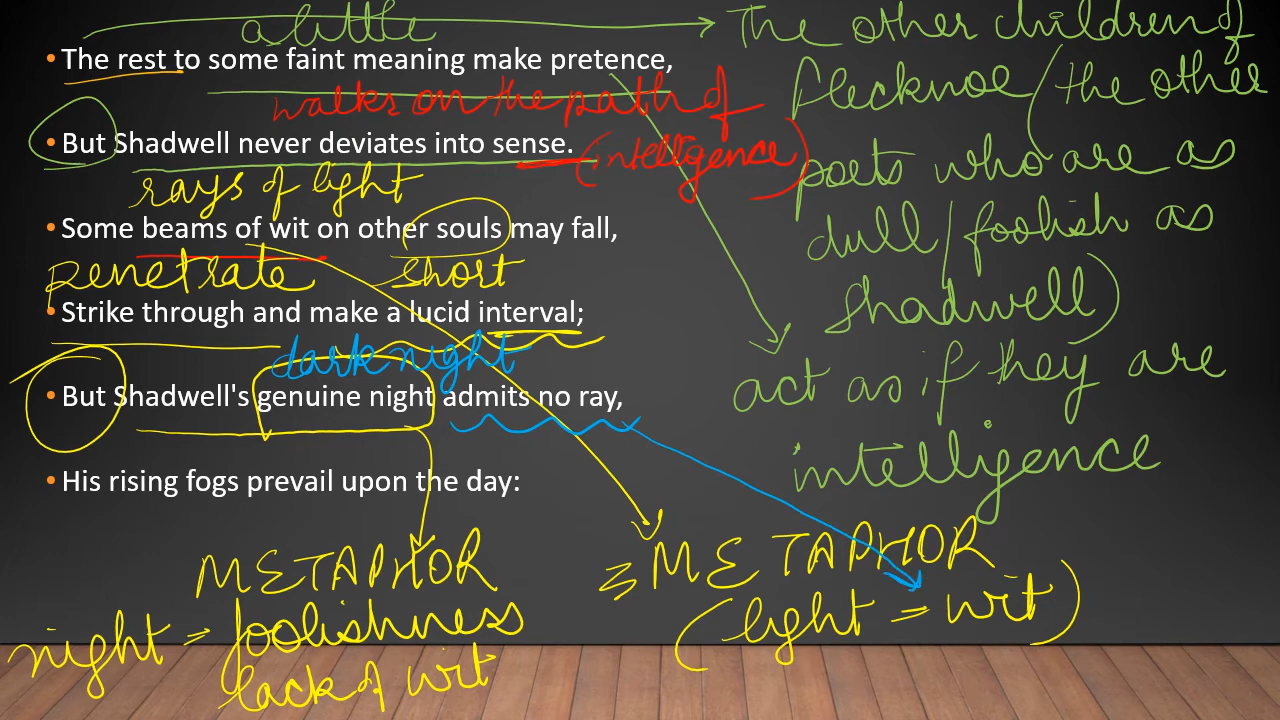 a little → The other children of
• The rest to some faint meaning make pretence,
flecknoe / the other
walks on the path of
• But Shadwell never deviates into sense.
(intelligence)
poets who are as
rays of light
• Some beams of wit on other souls may fall,
dull / foolish as
penetrate short
Shadwell)
• Strike through and make a lucid interval;
dark night
act as if they are
• But Shadwell's genuine night admits no ray,
intelligence
• His rising fogs prevail upon the day:
METAPHOR
METAPHOR
(light = wit)
night = foolishness
lack of wit